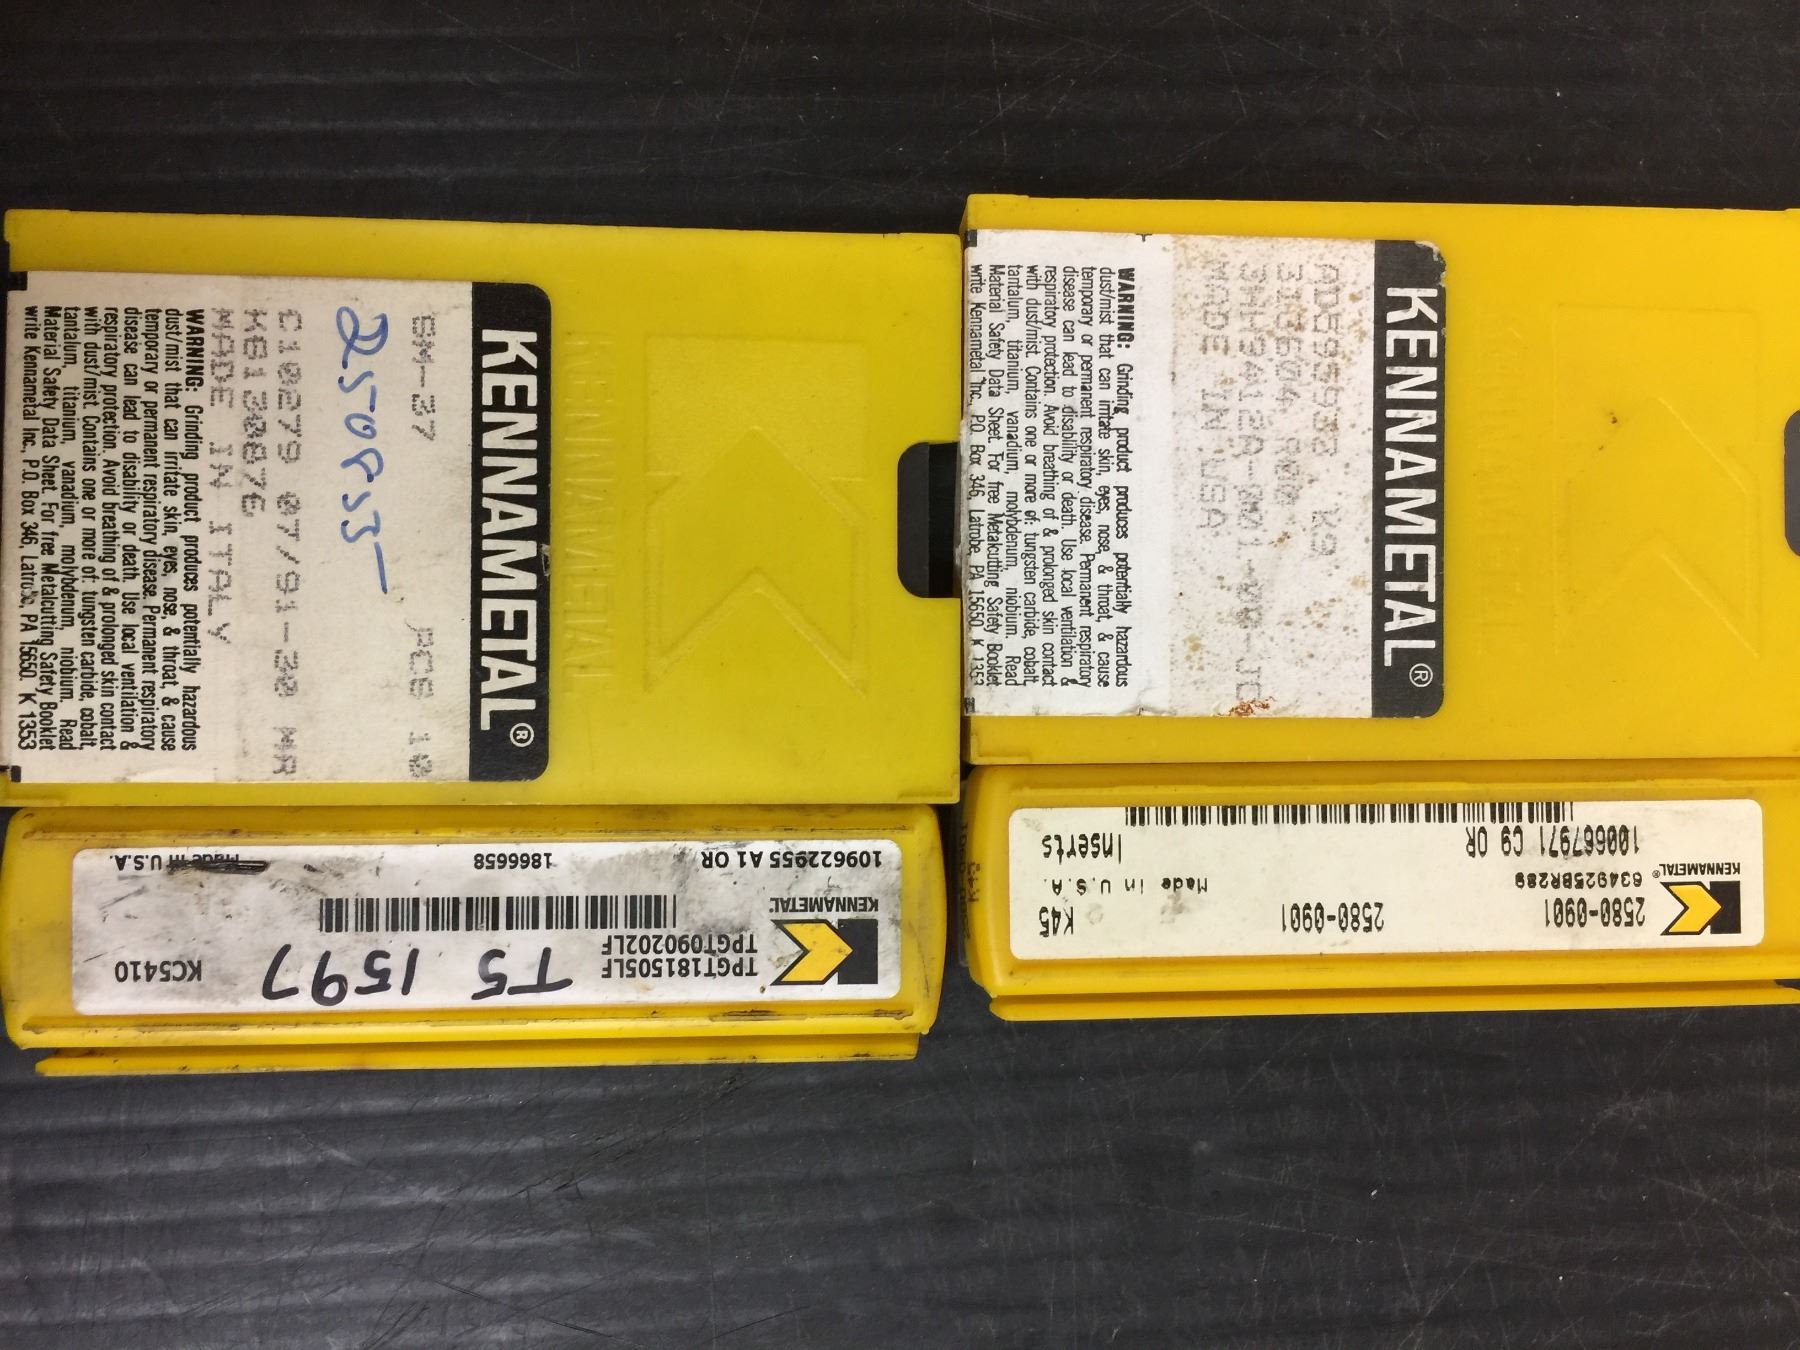 KENNAMETAL®
SM-37 PCS 10
250P35
C10279 07/91-20 MR
K6130876
MADE IN ITALY
WARNING: Grinding product produces potentially hazardous
dust/mist that can irritate skin, eyes, nose, & throat, & cause
temporary or permanent respiratory disease. Permanent respiratory
disease can lead to disability or death. Use local ventilation &
respiratory protection. Avoid breathing of & prolonged skin contact
with dust/mist. Contains one or more of: tungsten carbide, cobalt,
tantalum, titanium, vanadium, molybdenum, niobium. Read
Material Safety Data Sheet. For free Metalcutting Safety Booklet
write Kennametal Inc., P.O. Box 346, Latrobe, PA 15650. K 1353
KENNAMETAL
KENNAMETAL®
K9
MADE IN USA
WARNING: Grinding product produces potentially hazardous
dust/mist that can irritate skin, eyes, nose, & throat, & cause
temporary or permanent respiratory disease. Permanent respiratory
disease can lead to disability or death. Use local ventilation &
respiratory protection. Avoid breathing of & prolonged skin contact
with dust/mist. Contains one or more of: tungsten carbide, cobalt,
tantalum, titanium, vanadium, molybdenum, niobium. Read
Material Safety Data Sheet. For free Metalcutting Safety Booklet
write Kennametal Inc., P.O. Box 346, Latrobe, PA 15650. K 1353
TPGT181505LF KC5410
TPGT090202LF
TS 1597
KENNAMETAL
109622955 A1 OR 1866658 Made in U.S.A.
2580-0901 2580-0901 K45
634925BR289 Made in U.S.A.
KENNAMETAL®
100667971 C9 OR Inserts